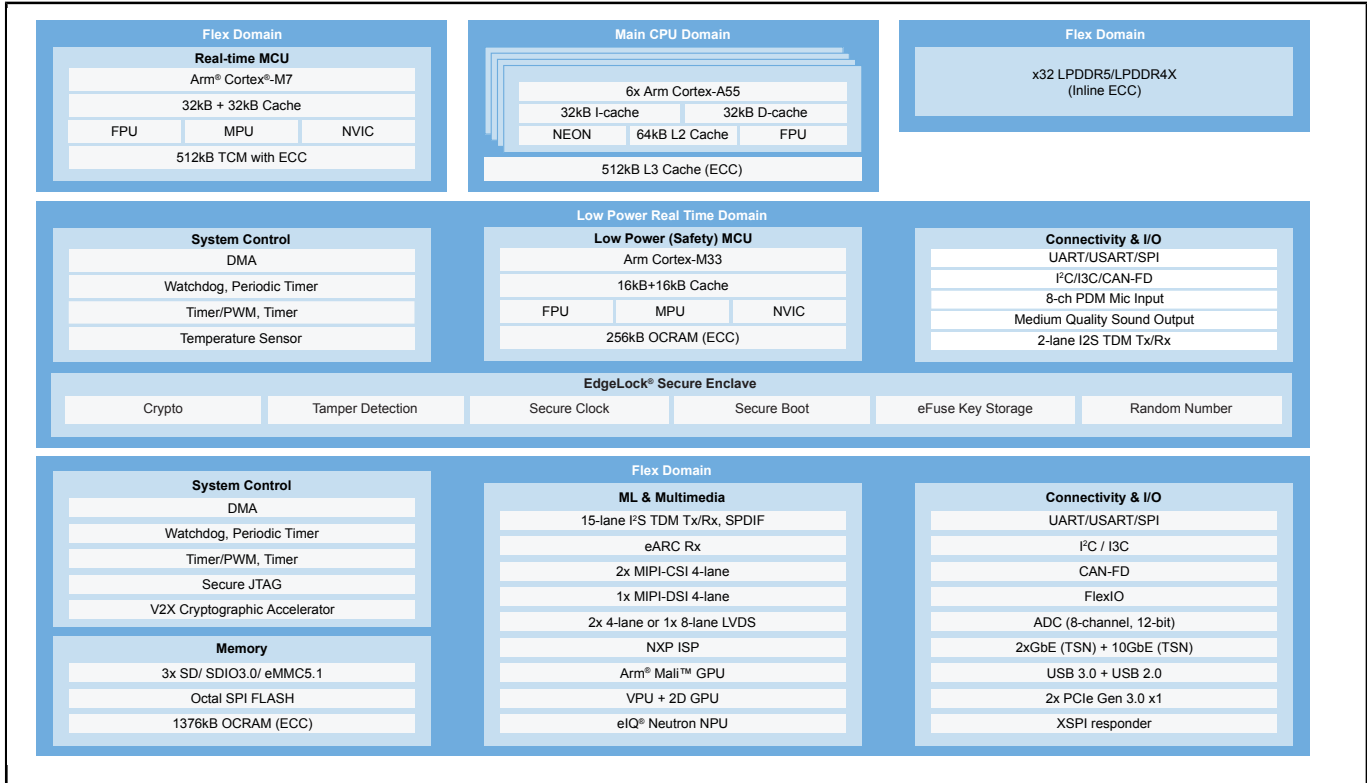 Flex Domain
Real-time MCU
Arm® Cortex®-M7
32kB + 32kB Cache
FPU MPU NVIC
512kB TCM with ECC
Main CPU Domain
6x Arm Cortex-A55
32kB I-cache 32kB D-cache
NEON 64kB L2 Cache FPU
512kB L3 Cache (ECC)
Flex Domain
x32 LPDDR5/LPDDR4X
(Inline ECC)
Low Power Real Time Domain
System Control
DMA
Watchdog, Periodic Timer
Timer/PWM, Timer
Temperature Sensor
Low Power (Safety) MCU
Arm Cortex-M33
16kB+16kB Cache
FPU MPU NVIC
256kB OCRAM (ECC)
Connectivity & I/O
UART/USART/SPI
I²C/I3C/CAN-FD
8-ch PDM Mic Input
Medium Quality Sound Output
2-lane I2S TDM Tx/Rx
EdgeLock® Secure Enclave
Crypto Tamper Detection Secure Clock Secure Boot eFuse Key Storage Random Number
Flex Domain
System Control
DMA
Watchdog, Periodic Timer
Timer/PWM, Timer
Secure JTAG
V2X Cryptographic Accelerator
Memory
3x SD/ SDIO3.0/ eMMC5.1
Octal SPI FLASH
1376kB OCRAM (ECC)
ML & Multimedia
15-lane I²S TDM Tx/Rx, SPDIF
eARC Rx
2x MIPI-CSI 4-lane
1x MIPI-DSI 4-lane
2x 4-lane or 1x 8-lane LVDS
NXP ISP
Arm® Mali™ GPU
VPU + 2D GPU
eIQ® Neutron NPU
Connectivity & I/O
UART/USART/SPI
I²C / I3C
CAN-FD
FlexIO
ADC (8-channel, 12-bit)
2xGbE (TSN) + 10GbE (TSN)
USB 3.0 + USB 2.0
2x PCIe Gen 3.0 x1
XSPI responder